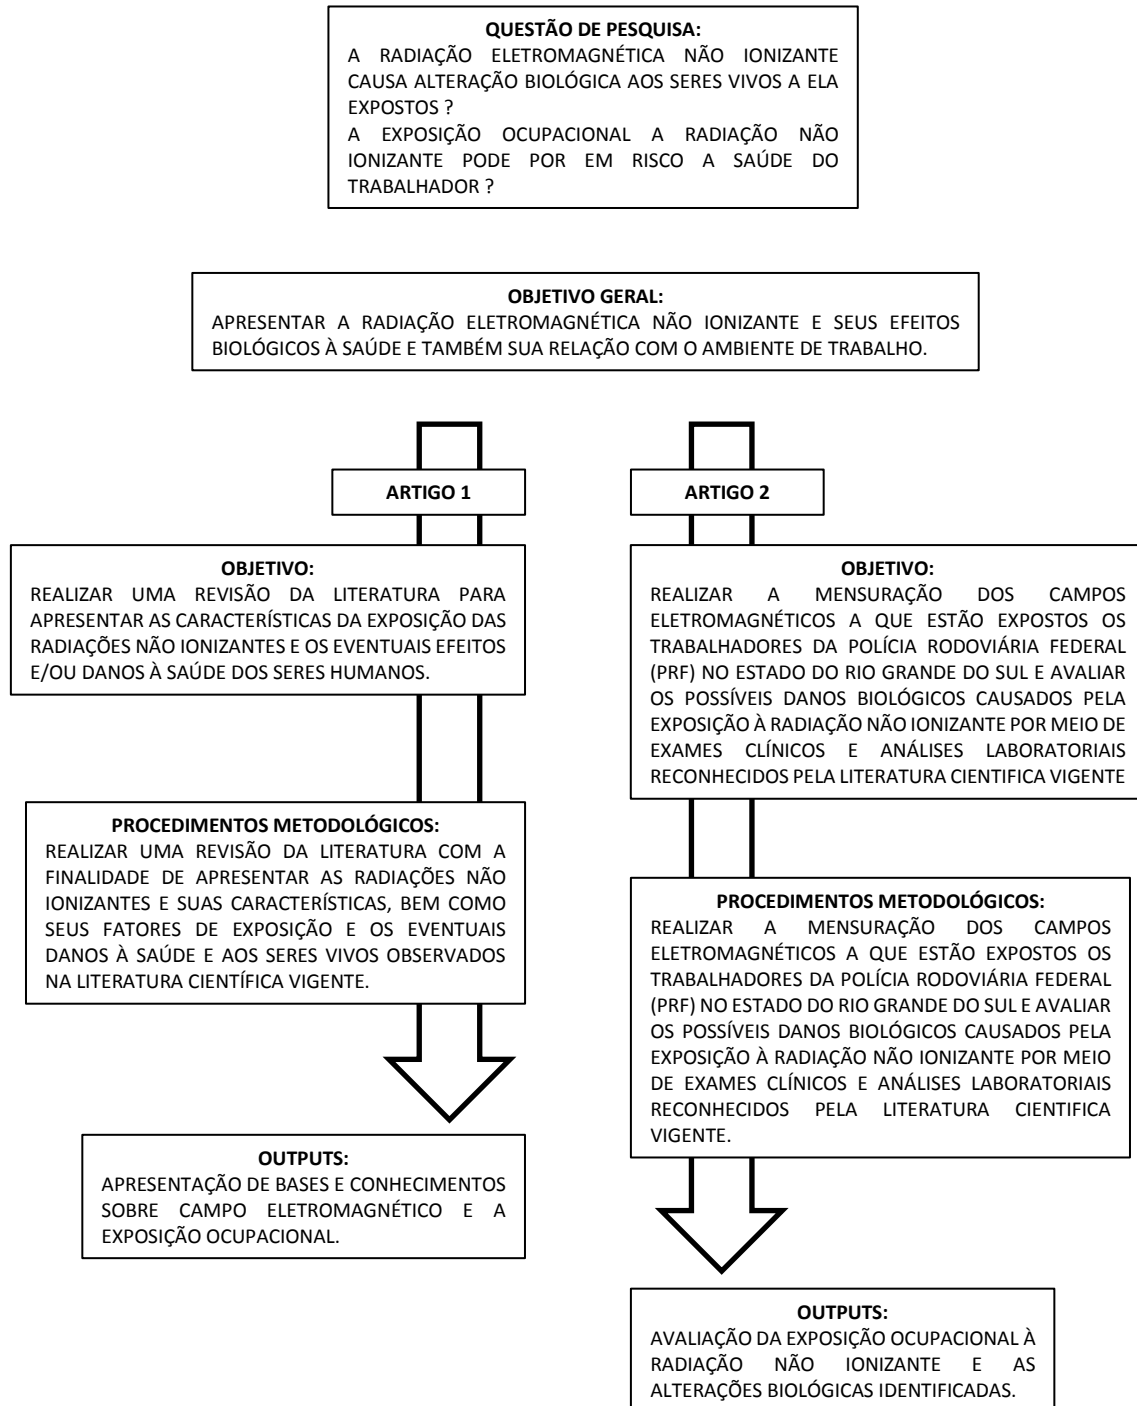 QUESTÃO DE PESQUISA:
A RADIAÇÃO ELETROMAGNÉTICA NÃO IONIZANTE
CAUSA ALTERAÇÃO BIOLÓGICA AOS SERES VIVOS A ELA
EXPOSTOS ?
A EXPOSIÇÃO OCUPACIONAL A RADIAÇÃO NÃO
IONIZANTE PODE POR EM RISCO A SAÚDE DO
TRABALHADOR ?
OBJETIVO GERAL:
APRESENTAR A RADIAÇÃO ELETROMAGNÉTICA NÃO IONIZANTE E SEUS EFEITOS
BIOLÓGICOS À SAÚDE E TAMBÉM SUA RELAÇÃO COM O AMBIENTE DE TRABALHO.
ARTIGO 1
OBJETIVO:
REALIZAR UMA REVISÃO DA LITERATURA PARA
APRESENTAR AS CARACTERÍSTICAS DA EXPOSIÇÃO DAS
RADIAÇÕES NÃO IONIZANTES E OS EVENTUAIS EFEITOS
E/OU DANOS À SAÚDE DOS SERES HUMANOS.
PROCEDIMENTOS METODOLÓGICOS:
REALIZAR UMA REVISÃO DA LITERATURA COM A
FINALIDADE DE APRESENTAR AS RADIAÇÕES NÃO
IONIZANTES E SUAS CARACTERÍSTICAS, BEM COMO
SEUS FATORES DE EXPOSIÇÃO E OS EVENTUAIS
DANOS À SAÚDE E AOS SERES VIVOS OBSERVADOS
NA LITERATURA CIENTÍFICA VIGENTE.
OUTPUTS:
APRESENTAÇÃO DE BASES E CONHECIMENTOS
SOBRE CAMPO ELETROMAGNÉTICO E A
EXPOSIÇÃO OCUPACIONAL.
ARTIGO 2
OBJETIVO:
REALIZAR A MENSURAÇÃO DOS CAMPOS
ELETROMAGNÉTICOS A QUE ESTÃO EXPOSTOS OS
TRABALHADORES DA POLÍCIA RODOVIÁRIA FEDERAL
(PRF) NO ESTADO DO RIO GRANDE DO SUL E AVALIAR
OS POSSÍVEIS DANOS BIOLÓGICOS CAUSADOS PELA
EXPOSIÇÃO À RADIAÇÃO NÃO IONIZANTE POR MEIO DE
EXAMES CLÍNICOS E ANÁLISES LABORATORIAIS
RECONHECIDOS PELA LITERATURA CIENTIFICA VIGENTE
PROCEDIMENTOS METODOLÓGICOS:
REALIZAR A MENSURAÇÃO DOS CAMPOS
ELETROMAGNÉTICOS A QUE ESTÃO EXPOSTOS OS
TRABALHADORES DA POLÍCIA RODOVIÁRIA FEDERAL
(PRF) NO ESTADO DO RIO GRANDE DO SUL E AVALIAR
OS POSSÍVEIS DANOS BIOLÓGICOS CAUSADOS PELA
EXPOSIÇÃO À RADIAÇÃO NÃO IONIZANTE POR MEIO
DE EXAMES CLÍNICOS E ANÁLISES LABORATORIAIS
RECONHECIDOS PELA LITERATURA CIENTIFICA
VIGENTE.
OUTPUTS:
AVALIAÇÃO DA EXPOSIÇÃO OCUPACIONAL À
RADIAÇÃO NÃO IONIZANTE E AS
ALTERAÇÕES BIOLÓGICAS IDENTIFICADAS.